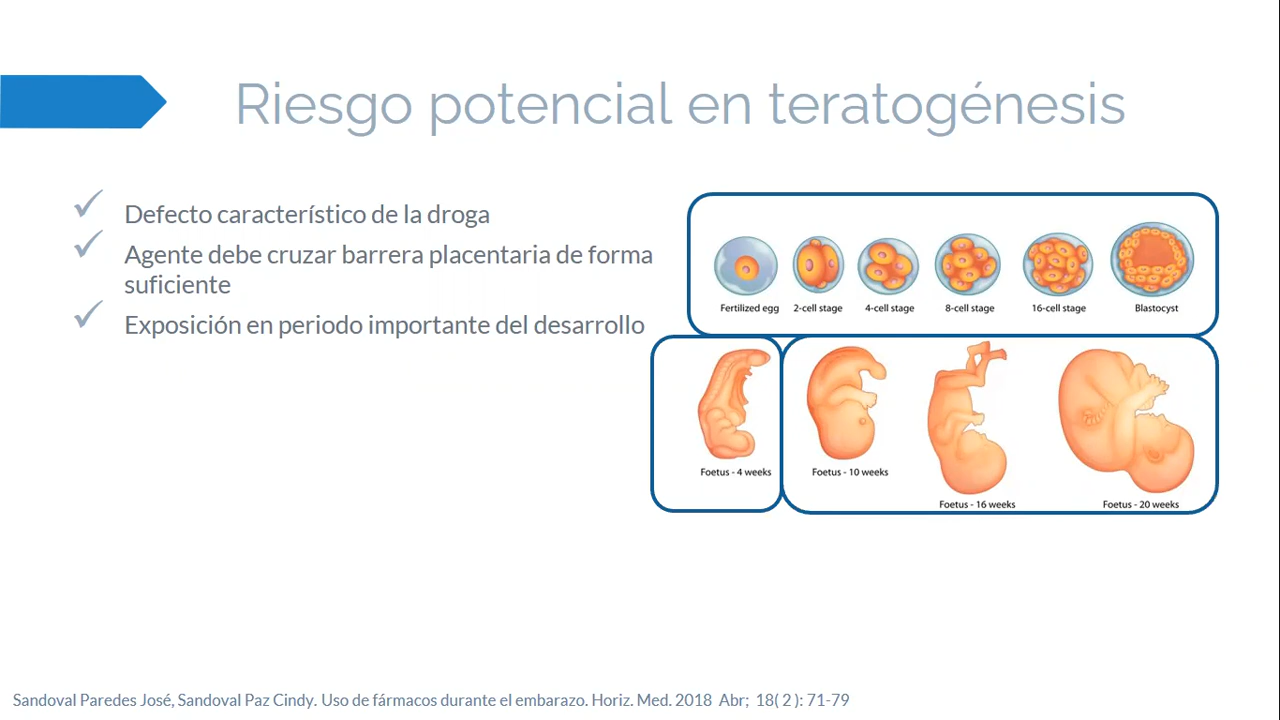 Riesgo potencial en teratogénesis
Defecto característico de la droga
Agente debe cruzar barrera placentaria de forma
suficiente
Exposición en periodo importante del desarrollo
Fertilized egg
2-cell stage
4-cell stage
8-cell stage
16-cell stage
Blastocyst
Foetus - 4 weeks
Foetus - 10 weeks
Foetus - 16 weeks
Foetus - 20 weeks
Sandoval Paredes José, Sandoval Paz Cindy. Uso de fármacos durante el embarazo. Horiz. Med. 2018 Abr; 18( 2 ): 71-79